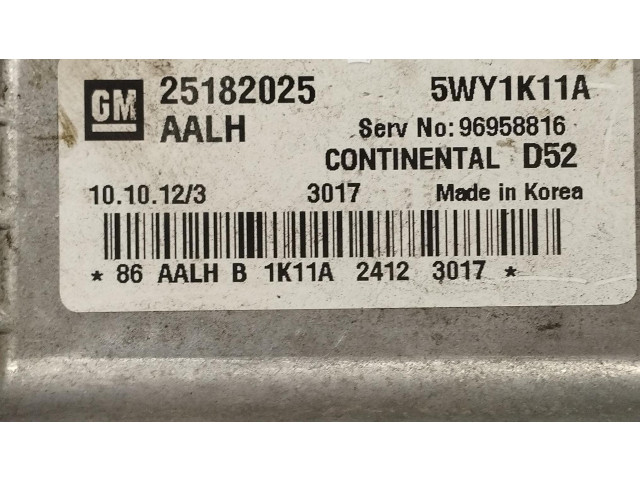 GM 25182025 5WY1K11A
AALH Serv No:96958816
CONTINENTAL D52
10.10.12/3 3017 Made in Korea
* 86 AALH B 1K11A 2412 3017 *